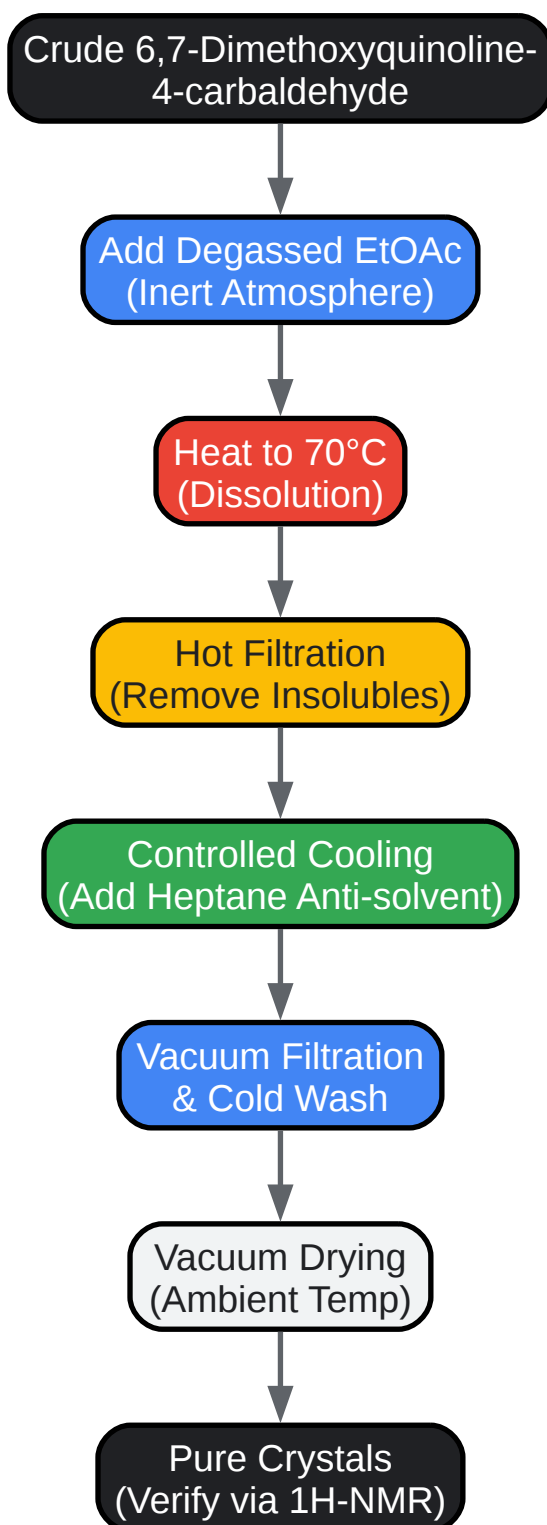 Crude 6,7-Dimethoxyquinoline-
4-carbaldehyde
Add Degassed EtOAc
(Inert Atmosphere)
Heat to 70°C
(Dissolution)
Hot Filtration
(Remove Insolubles)
Controlled Cooling
(Add Heptane Anti-solvent)
Vacuum Filtration
& Cold Wash
Vacuum Drying
(Ambient Temp)
Pure Crystals
(Verify via 1H-NMR)